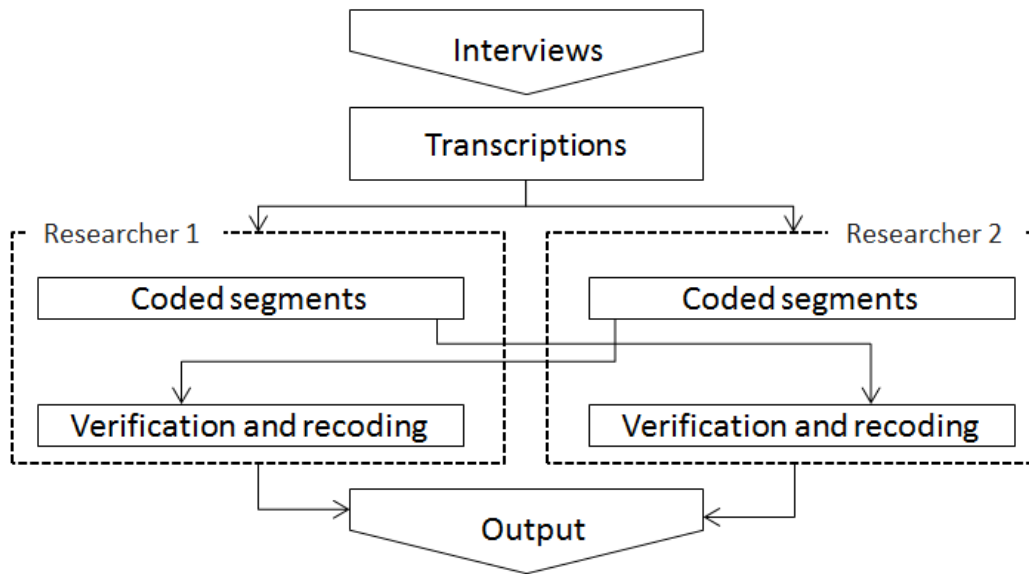 Interviews
Transcriptions
Researcher 1
Researcher 2
Coded segments
Coded segments
Verification and recoding
Verification and recoding
Output